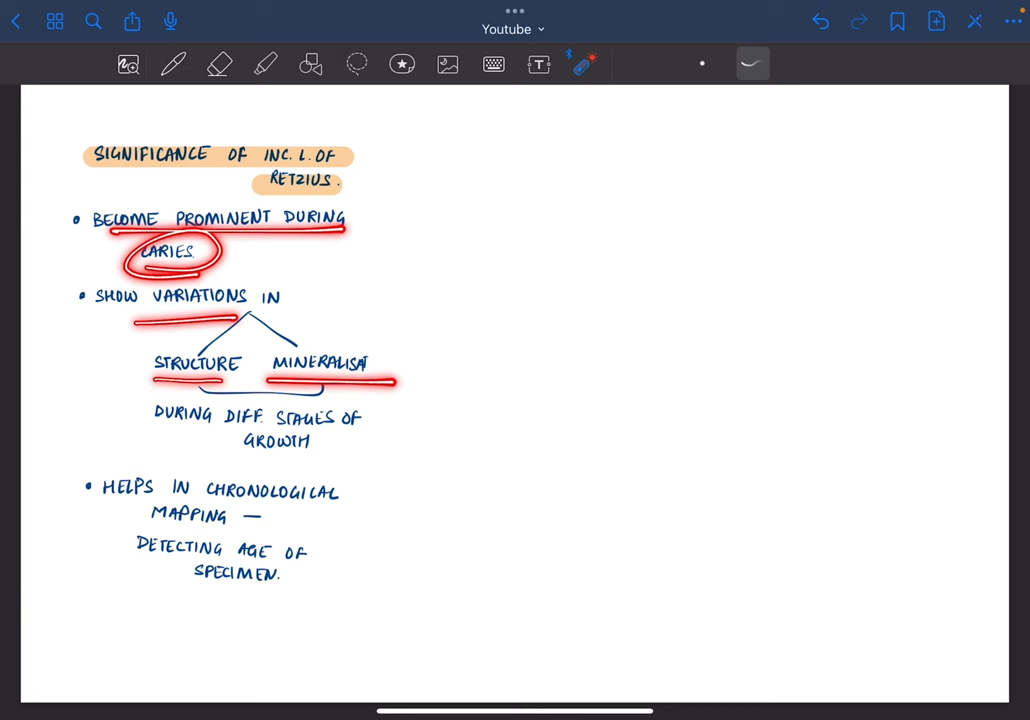 Youtube
SIGNIFICANCE OF INC. L. OF
RETZIUS.
• BECOME PROMINENT DURING
CARIES.
• SHOW VARIATIONS IN
STRUCTURE MINERALISAT
DURING DIFF. STAGES OF
GROWTH
• HELPS IN CHRONOLOGICAL
MAPPING —
DETECTING AGE OF
SPECIMEN.